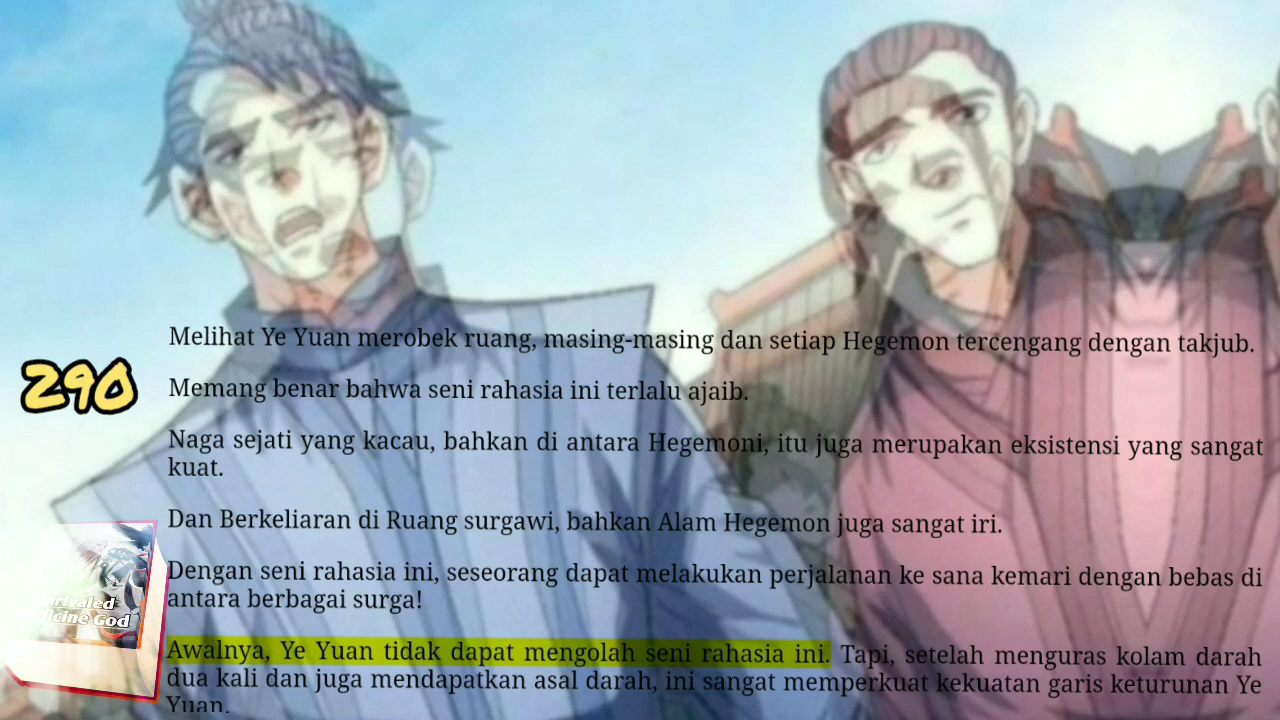 Melihat Ye Yuan merobek ruang, masing-masing dan setiap Hegemon tercengang dengan takjub.
290
Memang benar bahwa seni rahasia ini terlalu ajaib.
Naga sejati yang kacau, bahkan di antara Hegemoni, itu juga merupakan eksistensi yang sangat
kuat.
Dan Berkeliaran di Ruang surgawi, bahkan Alam Hegemon juga sangat iri.
Dengan seni rahasia ini, seseorang dapat melakukan perjalanan ke sana kemari dengan bebas di
antara berbagai surga!
Awalnya, Ye Yuan tidak dapat mengolah seni rahasia ini. Tapi, setelah menguras kolam darah
dua kali dan juga mendapatkan asal darah, ini sangat memperkuat kekuatan garis keturunan Ye
Yuan.
God